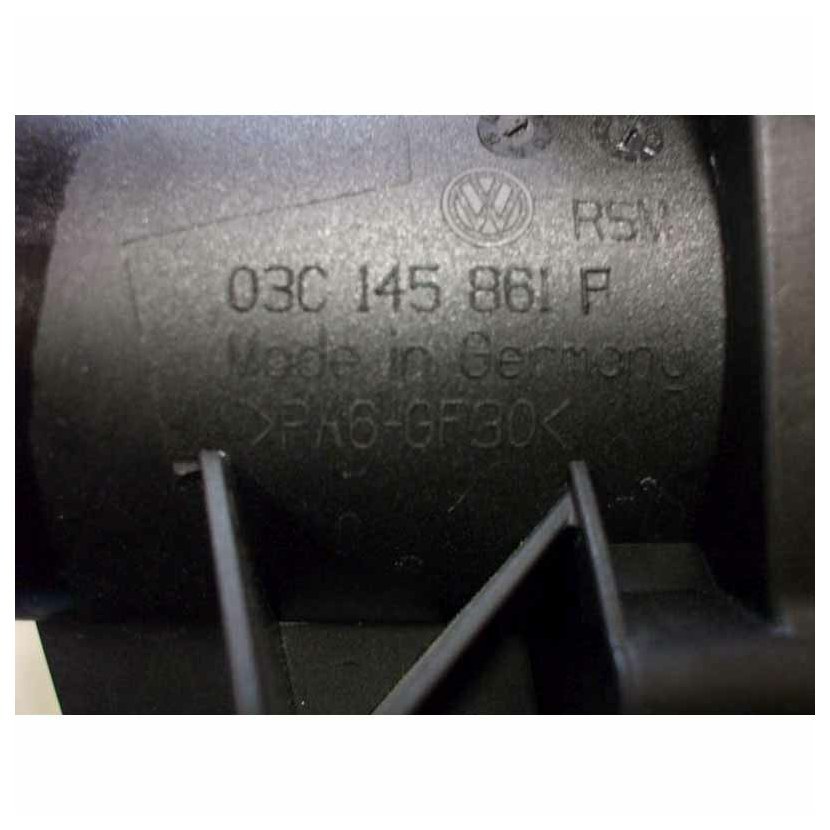 RSM
03C 145 861 P
Made in Germany
>PA6-GF30<